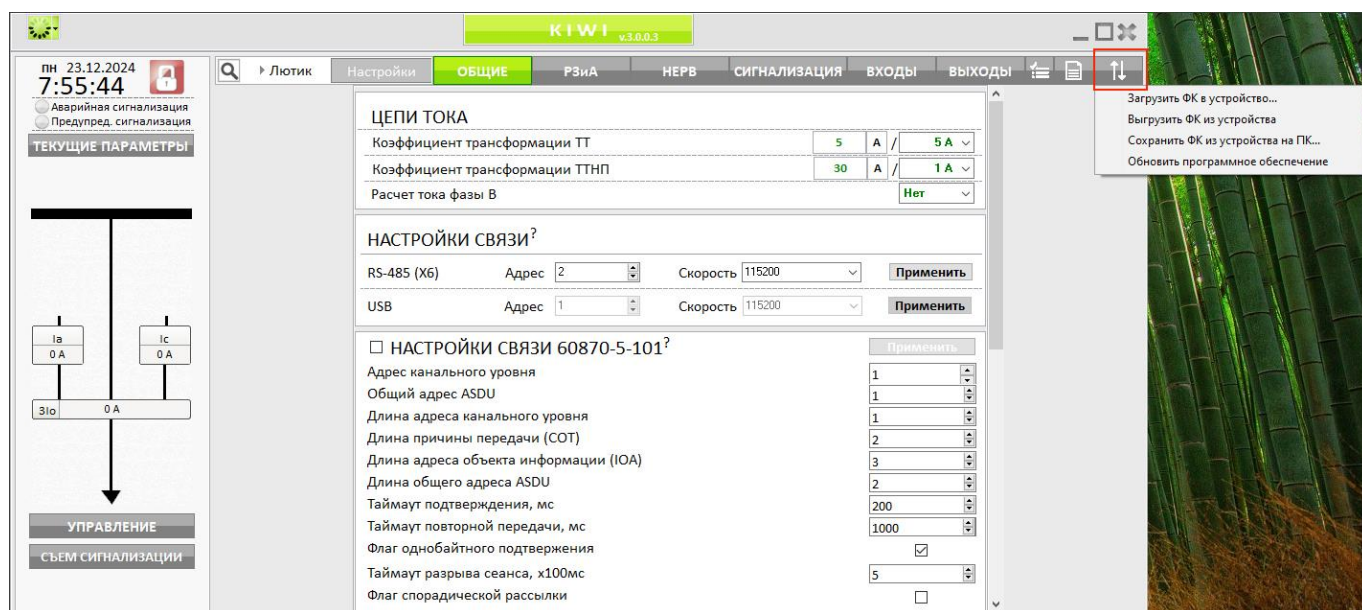 KIWI v.3.0.0.3
пн 23.12.2024
7:55:44
Аварийная сигнализация
Предупред. сигнализация
ТЕКУЩИЕ ПАРАМЕТРЫ
Ia
0 А
Ic
0 А
3Io 0 А
УПРАВЛЕНИЕ
СЪЕМ СИГНАЛИЗАЦИИ
Лютик Настройки ОБЩИЕ РЗиА НЕРВ СИГНАЛИЗАЦИЯ ВХОДЫ ВЫХОДЫ
Загрузить ФК в устройство...
Выгрузить ФК из устройства
Сохранить ФК из устройства на ПК...
Обновить программное обеспечение
ЦЕПИ ТОКА
Коэффициент трансформации ТТ 5 А / 5 А
Коэффициент трансформации ТТНП 30 А / 1 А
Расчет тока фазы В Нет
НАСТРОЙКИ СВЯЗИ?
RS-485 (X6) Адрес 2 Скорость 115200 Применить
USB Адрес 1 Скорость 115200 Применить
НАСТРОЙКИ СВЯЗИ 60870-5-101? Применить
Адрес канального уровня 1
Общий адрес ASDU 1
Длина адреса канального уровня 1
Длина причины передачи (COT) 2
Длина адреса объекта информации (IOA) 3
Длина общего адреса ASDU 2
Таймаут подтверждения, мс 200
Таймаут повторной передачи, мс 1000
Флаг однобайтного подтвержения
Таймаут разрыва сеанса, х100мс 5
Флаг спорадической рассылки